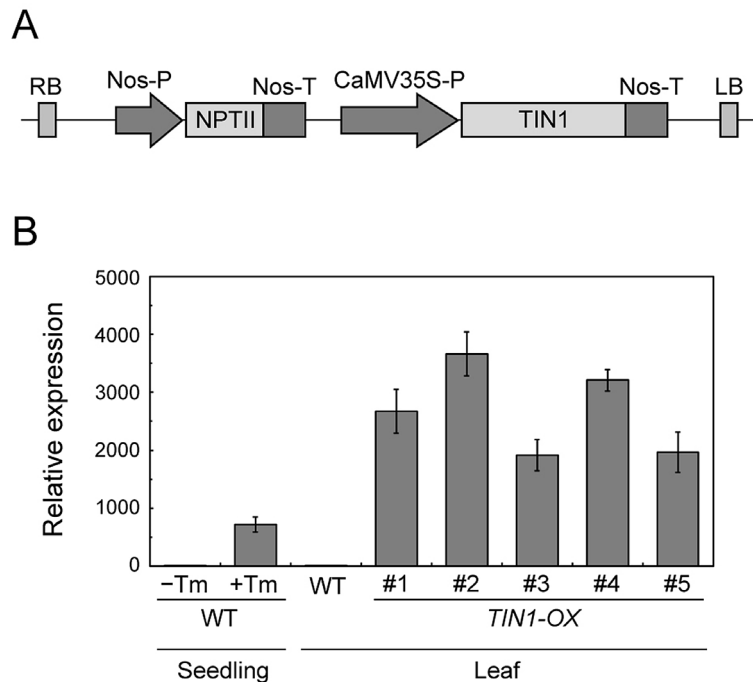 A
RB Nos-P Nos-T CaMV35S-P Nos-T LB
NPTII TIN1
B
Relative expression
5000
4000
3000
2000
1000
0
−Tm +Tm WT #1 #2 #3 #4 #5
WT TIN1-OX
Seedling Leaf